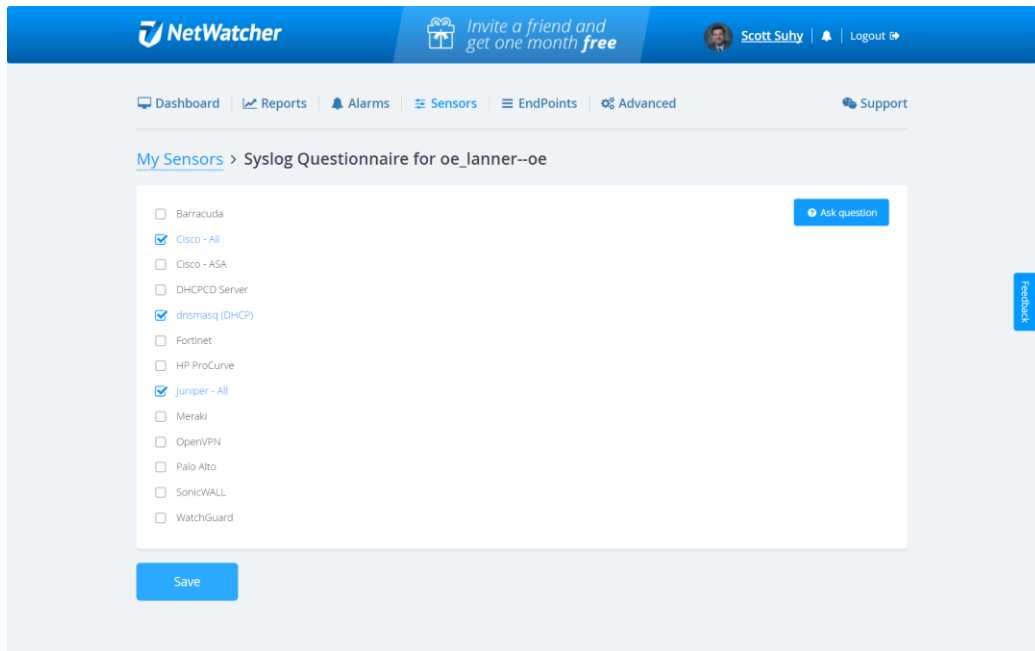 NetWatcher
Invite a friend and
get one month free
Scott Suhy
Logout
Dashboard
Reports
Alarms
Sensors
EndPoints
Advanced
Support
My Sensors > Syslog Questionnaire for oe_lanner--oe
Barracuda
Ask question
Cisco - All
Cisco - ASA
DHCPCD Server
dnsmasq (DHCP)
Fortinet
HP ProCurve
Juniper - All
Meraki
OpenVPN
Palo Alto
SonicWALL
WatchGuard
Feedback
Save